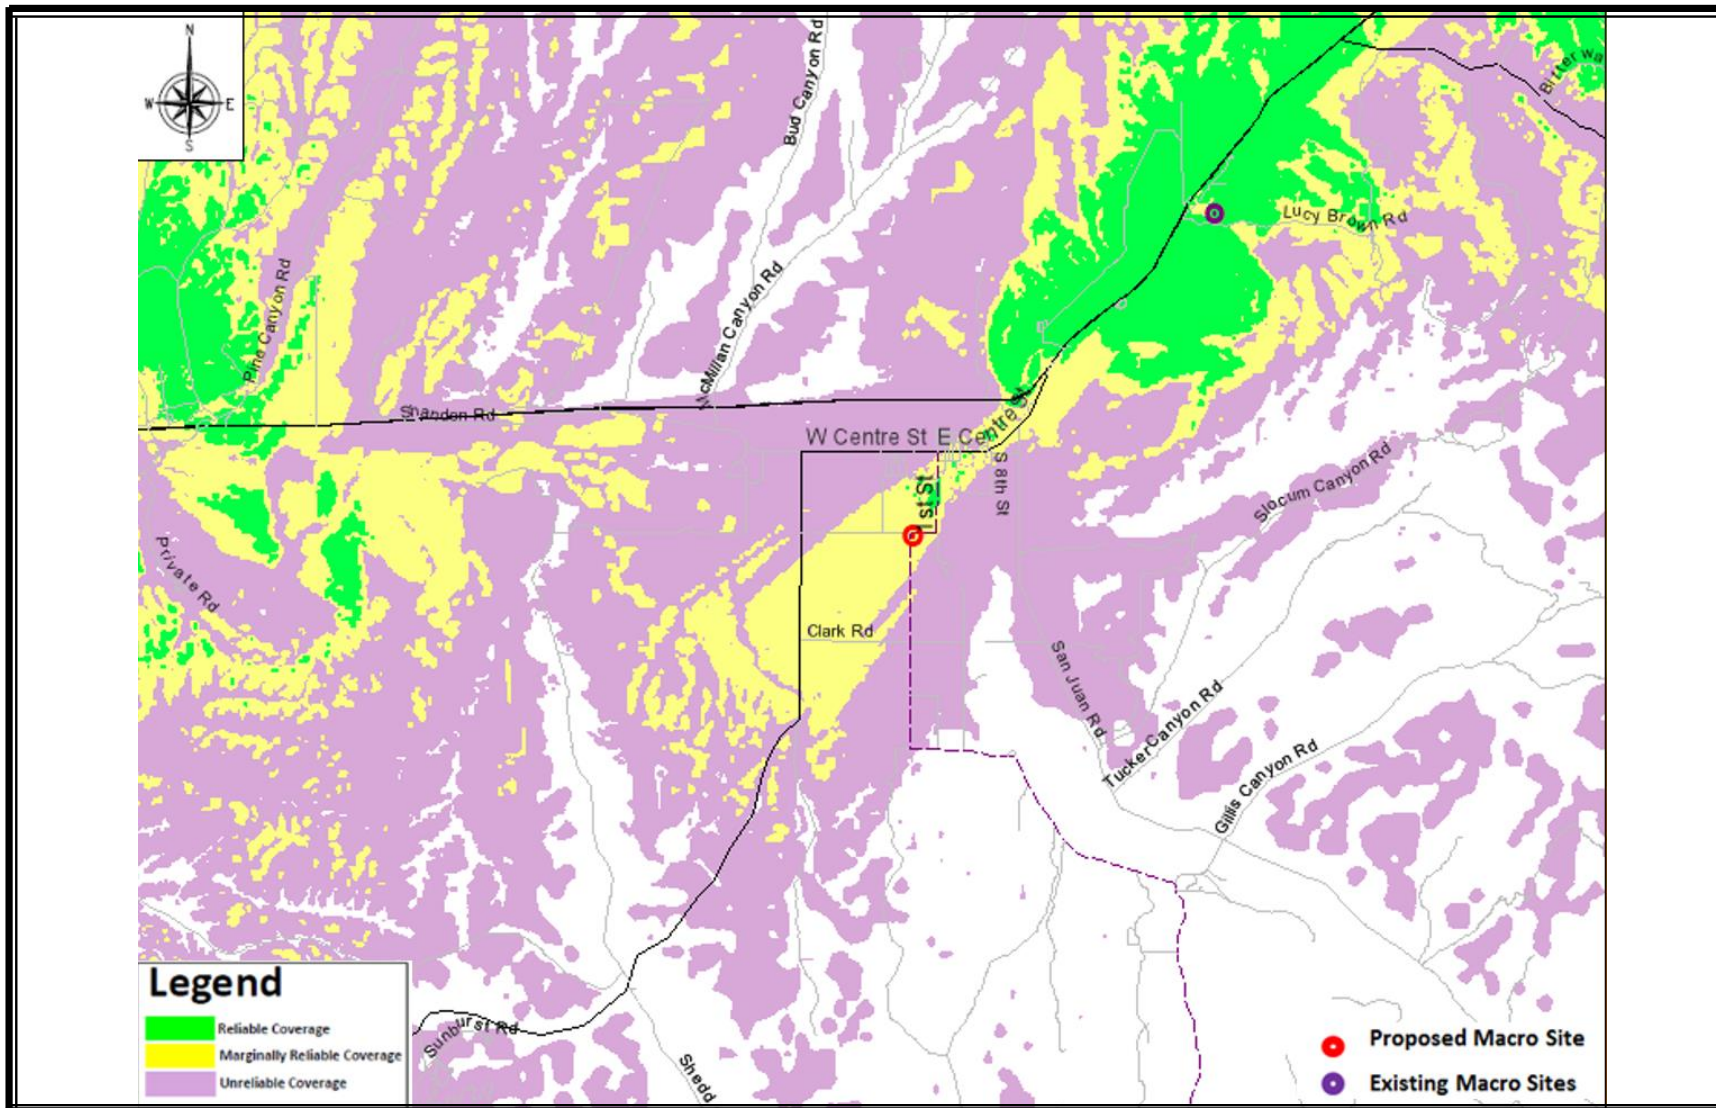 N
W E
S
Bud Canyon Rd
Bitterwa
Lucy Brown Rd
Pine Canyon Rd
McMillan Canyon Rd
Shandon Rd
W Centre St E Centre St
1st St
S 8th St
Slocum Canyon Rd
Private Rd
Clark Rd
San Juan Rd
Tucker Canyon Rd
Gillis Canyon Rd
Sunburst Rd
Shedd
Legend
Reliable Coverage
Marginally Reliable Coverage
Unreliable Coverage
Proposed Macro Site
Existing Macro Sites